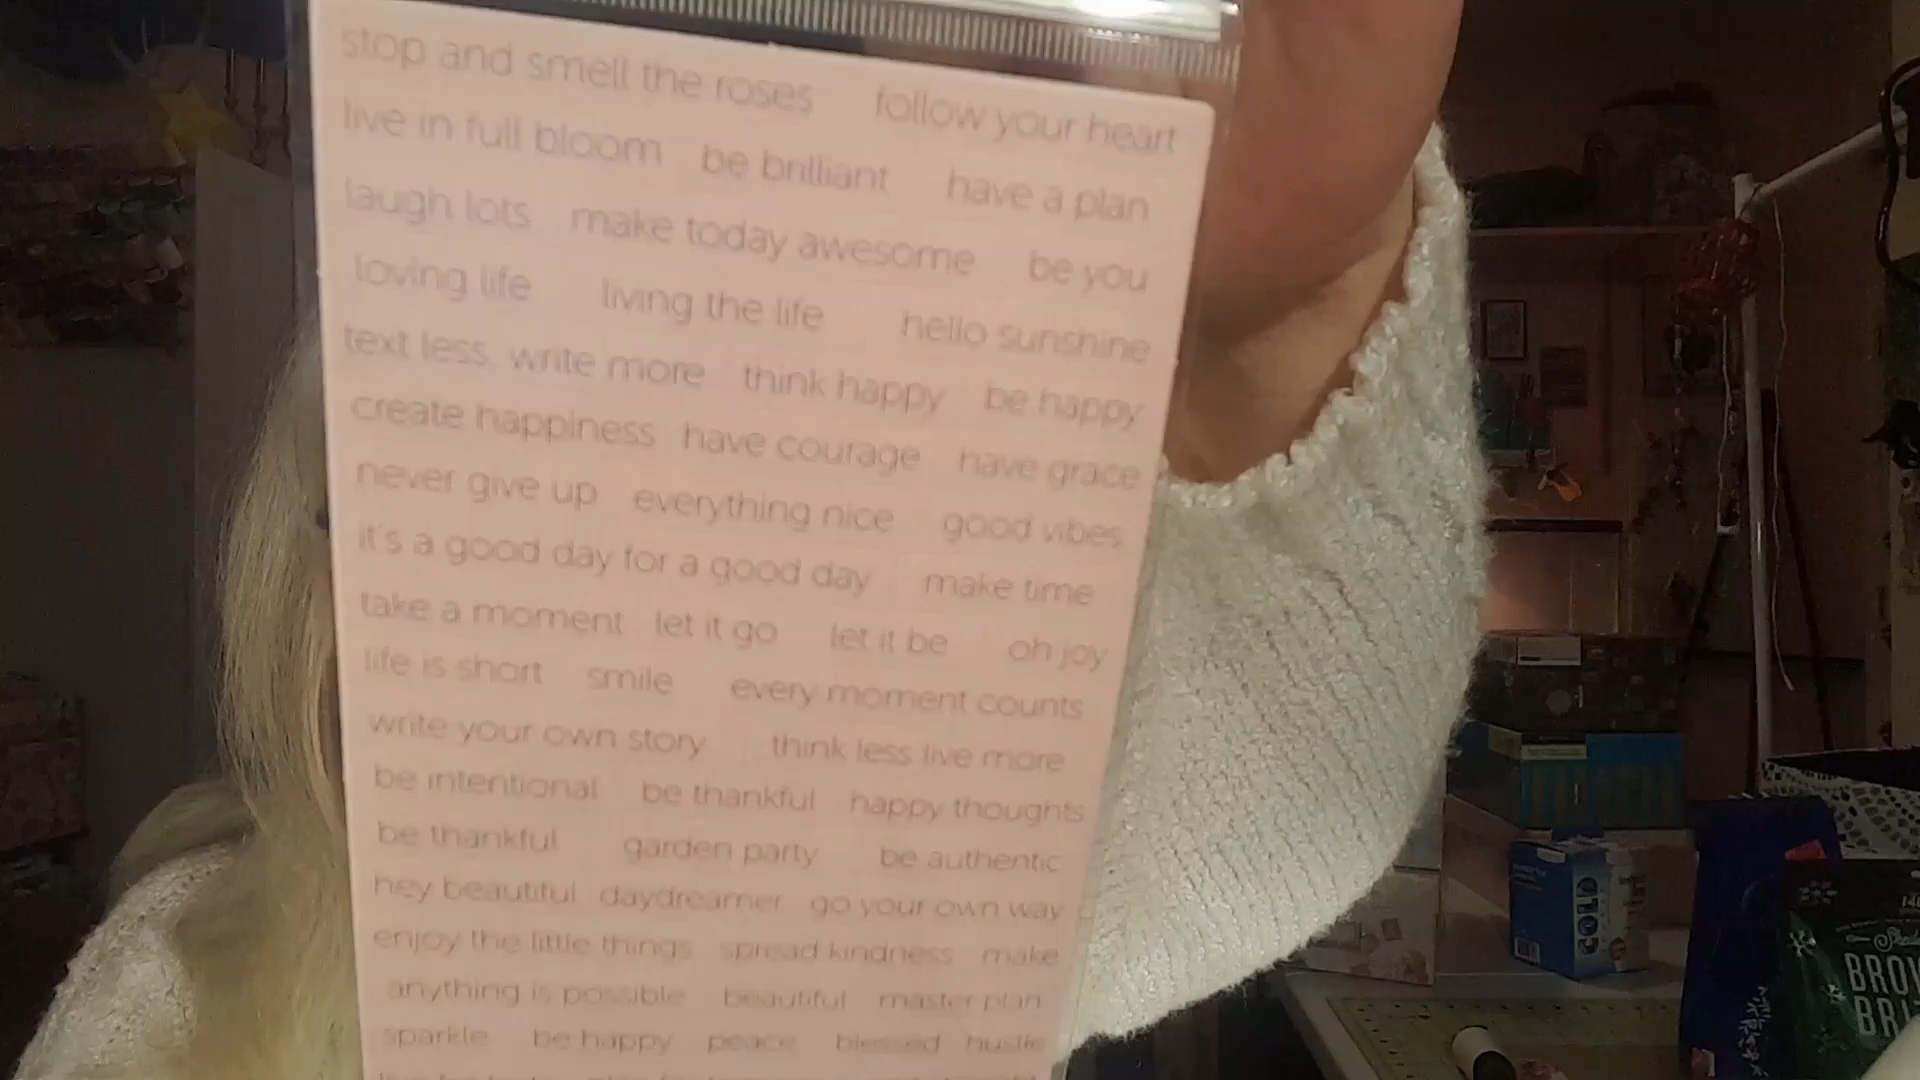 stop and smell the roses follow your heart
live in full bloom be brilliant have a plan
laugh lots make today awesome be you
loving life living the life hello sunshine
text less, write more think happy be happy
create happiness have courage have grace
never give up everything nice good vibes
it's a good day for a good day make time
take a moment let it go let it be oh joy
life is short smile every moment counts
write your own story think less live more
be intentional be thankful happy thoughts
be thankful garden party be authentic
hey beautiful daydreamer go your own way
enjoy the little things spread kindness make
anything is possible beautiful master plan
sparkle be happy peace blessed hustle
COLD
BROW
BRI